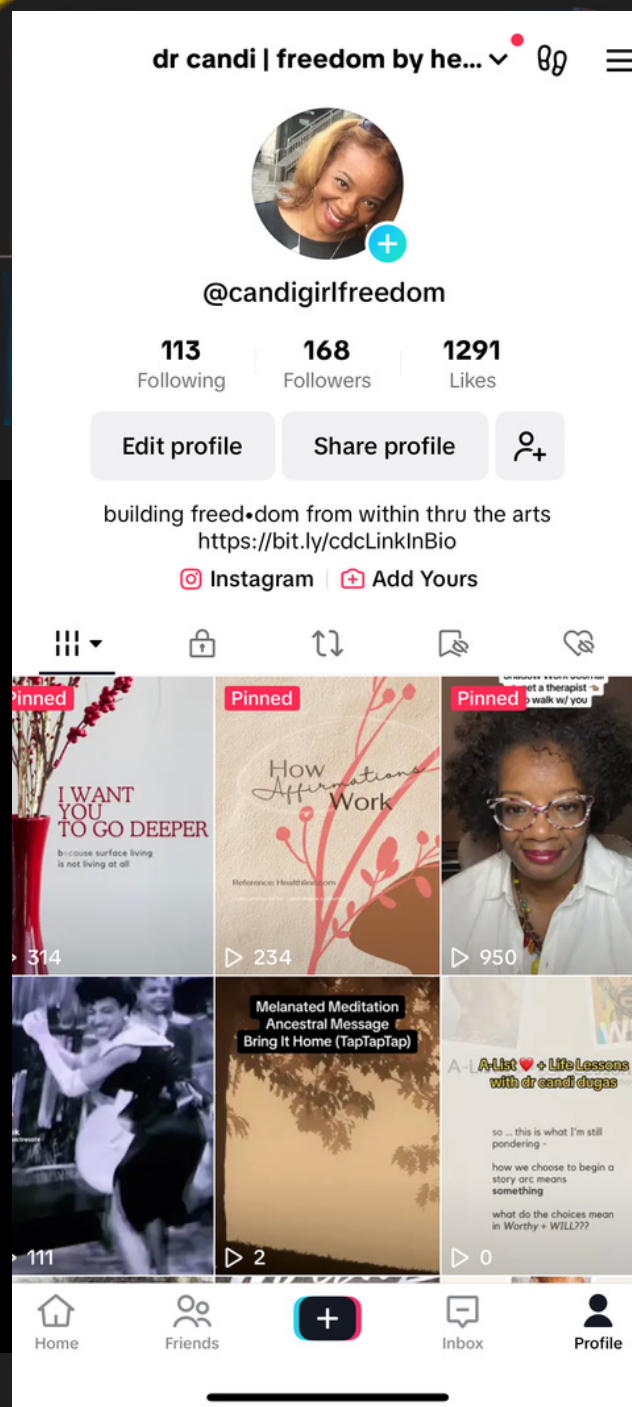 dr candi | freedom by he...
@candigirlfreedom
113 168 1291
Following Followers Likes
Edit profile Share profile
building freed•dom from within thru the arts
https://bit.ly/cdcLinkInBio
Instagram Add Yours
Pinned
I WANT
YOU
TO GO DEEPER
because surface living
is not living at all
314
Pinned
How
Affirmations
Work
Reference: Healthline.com
234
Pinned
Shadow Work Journal
get a therapist
o walk w/ you
950
111
Melanated Meditation
Ancestral Message
Bring It Home (TapTapTap)
2
A-List ❤️ + Life Lessons
with dr candi dugas
so ... this is what I'm still
pondering -
how we choose to begin a
story arc means
something
what do the choices mean
in Worthy + WILL???
0
Home Friends Inbox Profile